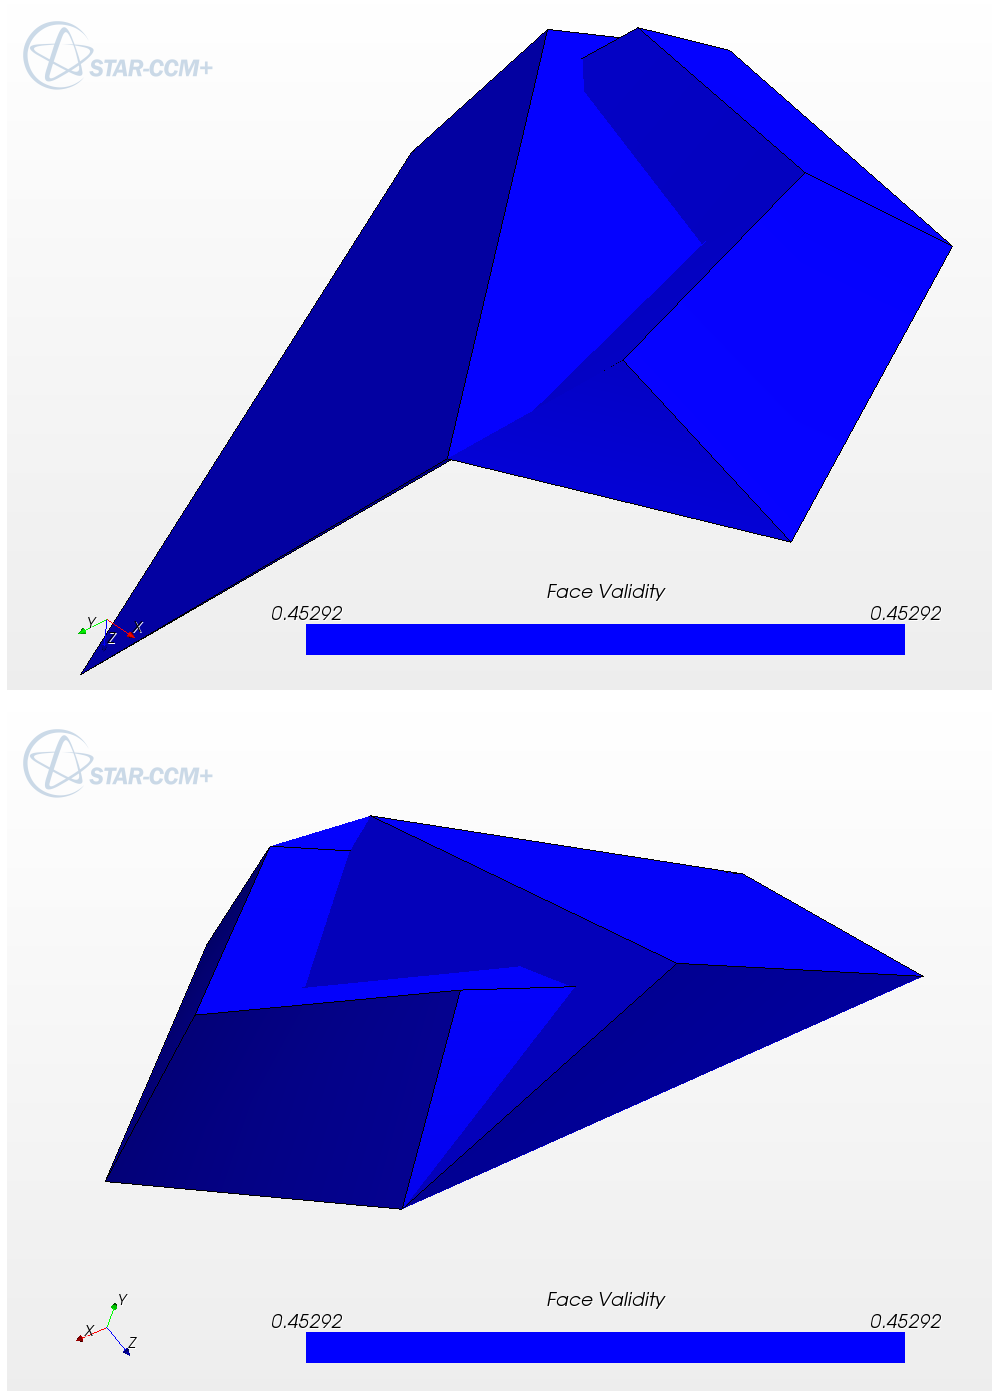 STAR-CCM+
Face Validity
0.45292 0.45292
Y X
Z
STAR-CCM+
Face Validity
0.45292 0.45292
Y
X
Z